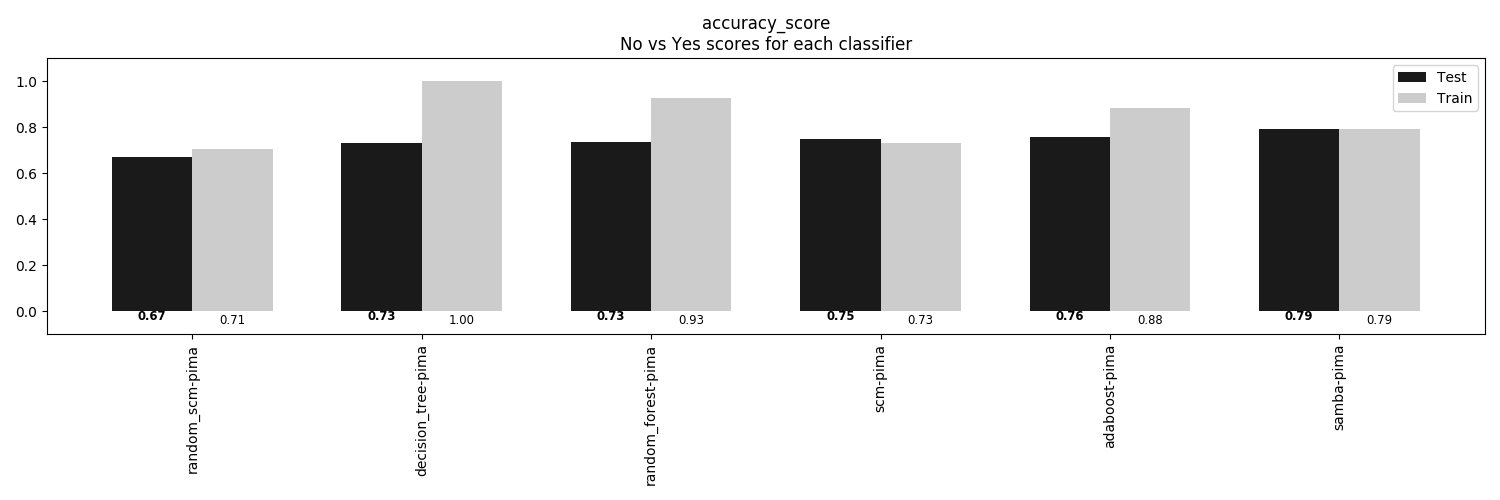 accuracy_score
No vs Yes scores for each classifier
Test
Train
1.0
0.8
0.6
0.4
0.2
0.0
0.67 0.71 0.73 1.00 0.73 0.93 0.75 0.73 0.76 0.88 0.79 0.79
random_scm-pima
decision_tree-pima
random_forest-pima
scm-pima
adaboost-pima
samba-pima